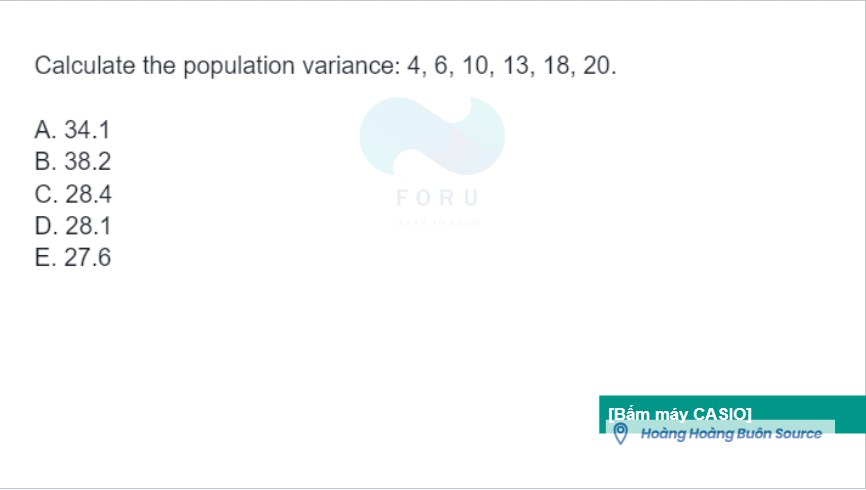 Calculate the population variance: 4, 6, 10, 13, 18, 20.
A. 34.1
B. 38.2
C. 28.4
D. 28.1
E. 27.6
FORU
[Bấm máy CASIO]
Hoàng Hoàng Buôn Source